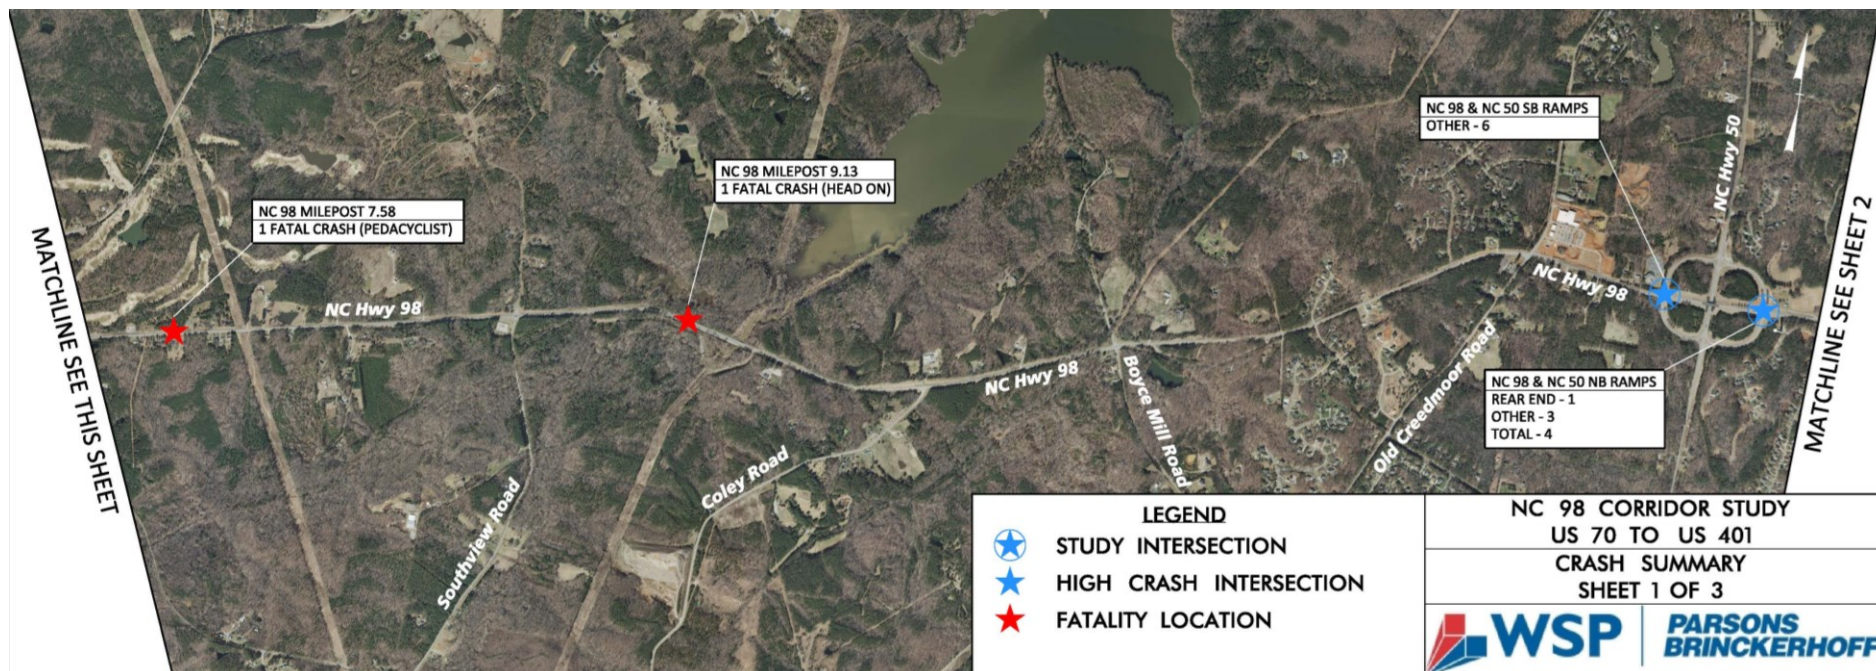 NC 98 & NC 50 SB RAMPS
OTHER - 6
NC Hwy 50
NC 98 MILEPOST 9.13
1 FATAL CRASH (HEAD ON)
NC 98 MILEPOST 7.58
1 FATAL CRASH (PEDACYCLIST)
MATCHLINE SEE THIS SHEET
MATCHLINE SEE SHEET 2
NC Hwy 98
NC Hwy 98
NC Hwy 98
Boyce Mill Road
Old Creedmoor Road
NC 98 & NC 50 NB RAMPS
REAR END - 1
OTHER - 3
TOTAL - 4
Coley Road
Southview Road
LEGEND
STUDY INTERSECTION
HIGH CRASH INTERSECTION
FATALITY LOCATION
NC 98 CORRIDOR STUDY
US 70 TO US 401
CRASH SUMMARY
SHEET 1 OF 3
WSP
PARSONS
BRINCKERHOFF